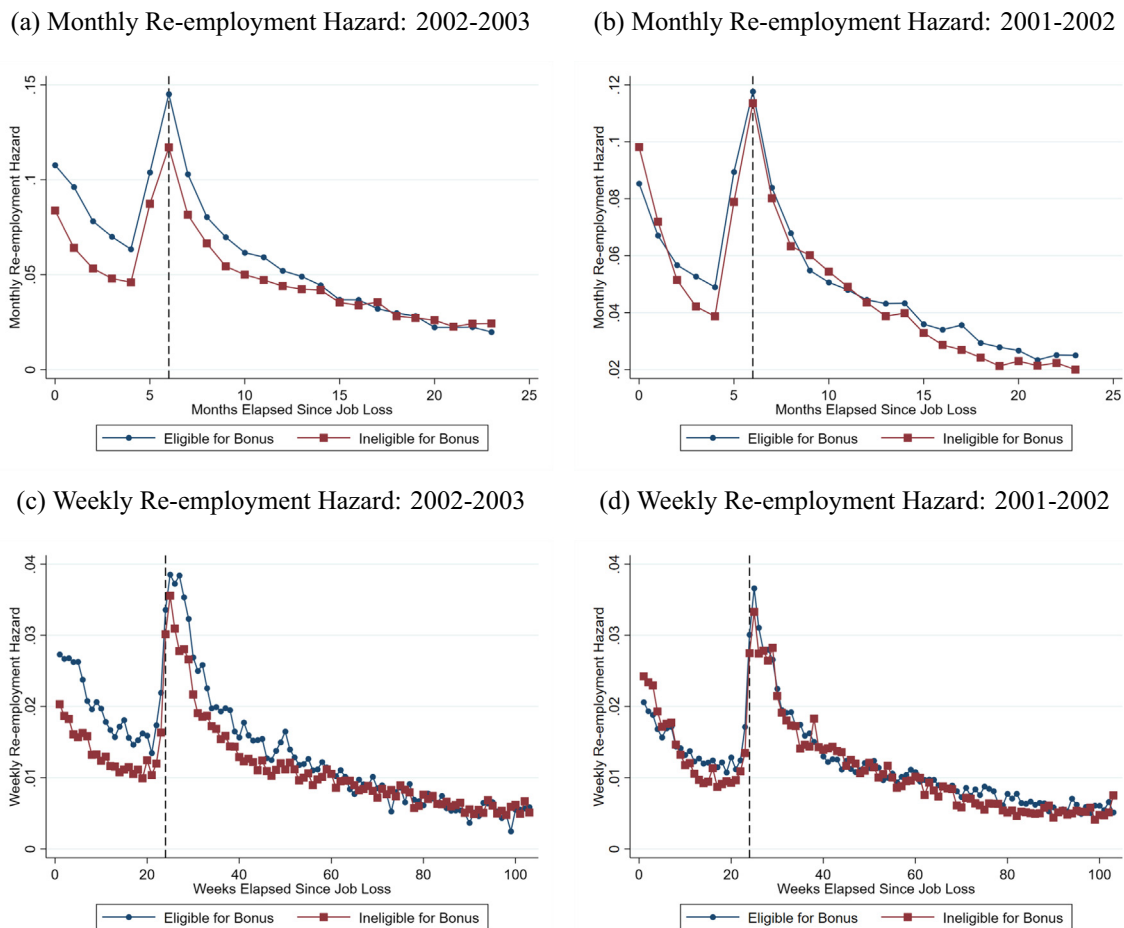 (a) Monthly Re-employment Hazard: 2002-2003
Monthly Re-employment Hazard
.15
.1
.05
0
0 5 10 15 20 25
Months Elapsed Since Job Loss
Eligible for Bonus Ineligible for Bonus
(b) Monthly Re-employment Hazard: 2001-2002
Monthly Re-employment Hazard
.12
.1
.08
.06
.04
.02
0 5 10 15 20 25
Months Elapsed Since Job Loss
Eligible for Bonus Ineligible for Bonus
(c) Weekly Re-employment Hazard: 2002-2003
Weekly Re-employment Hazard
.04
.03
.02
.01
0
0 20 40 60 80 100
Weeks Elapsed Since Job Loss
Eligible for Bonus Ineligible for Bonus
(d) Weekly Re-employment Hazard: 2001-2002
Weekly Re-employment Hazard
.04
.03
.02
.01
0
0 20 40 60 80 100
Weeks Elapsed Since Job Loss
Eligible for Bonus Ineligible for Bonus